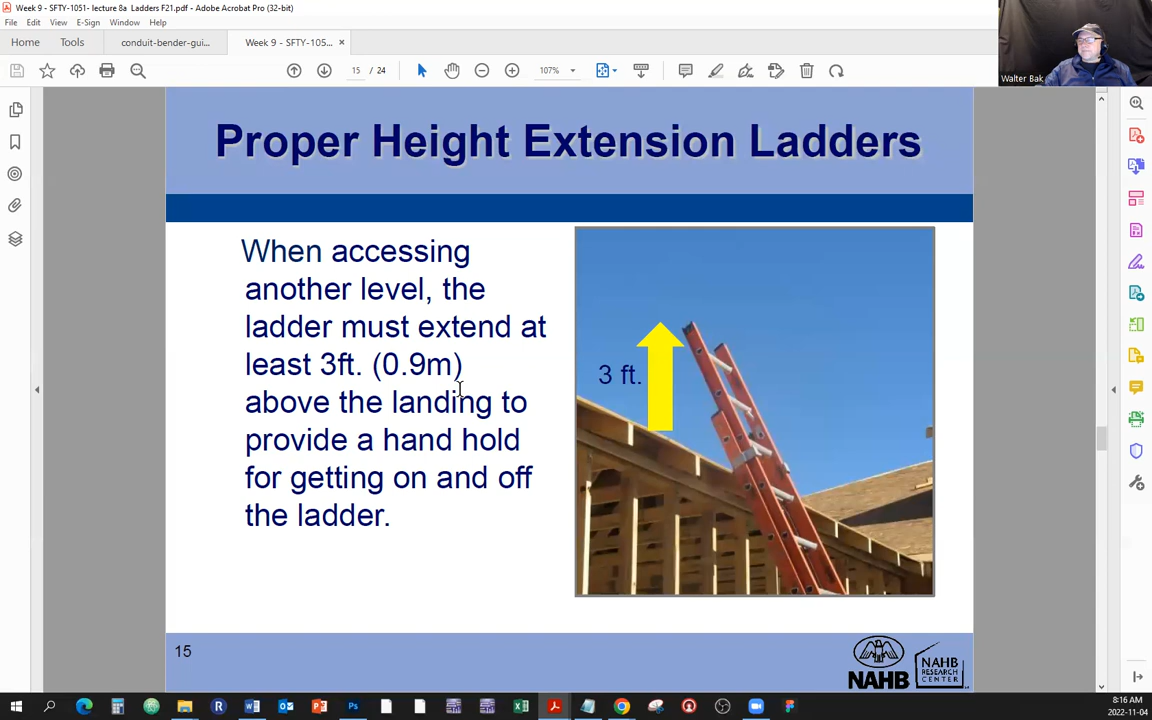 Week 9 - SFTY-1051- lecture 8a Ladders F21.pdf - Adobe Acrobat Pro (32-bit)
File Edit View E-Sign Window Help
Home Tools conduit-bender-gui... Week 9 - SFTY-105... ×
15 / 24 107%
Walter Bak
Proper Height Extension Ladders
When accessing
another level, the
ladder must extend at
least 3ft. (0.9m)
above the landing to
provide a hand hold
for getting on and off
the ladder.
3 ft.
15
NAHB
NAHB
RESEARCH
CENTER
8:16 AM
2022-11-04